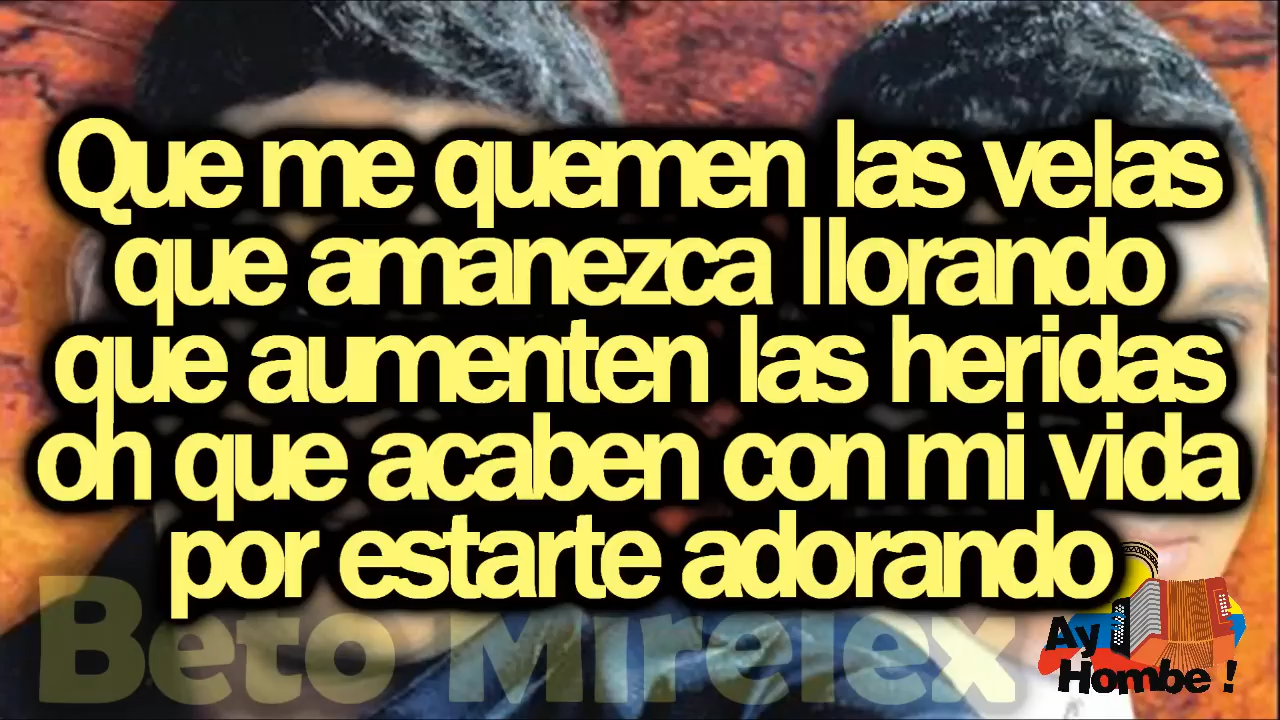 Que me quemen las velas
que amanezca llorando
que aumenten las heridas
oh que acaben con mi vida
por estarte adorando
Beto Mirelex
Ay
Hombe !